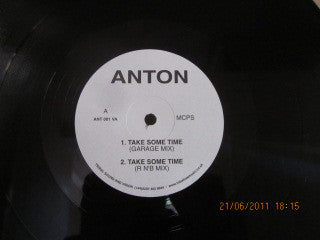 ANTON
A
ANT 001 VA
MCPS
1. TAKE SOME TIME
(GARAGE MIX)
2. TAKE SOME TIME
(R N'B MIX)
21/06/2011 18:15